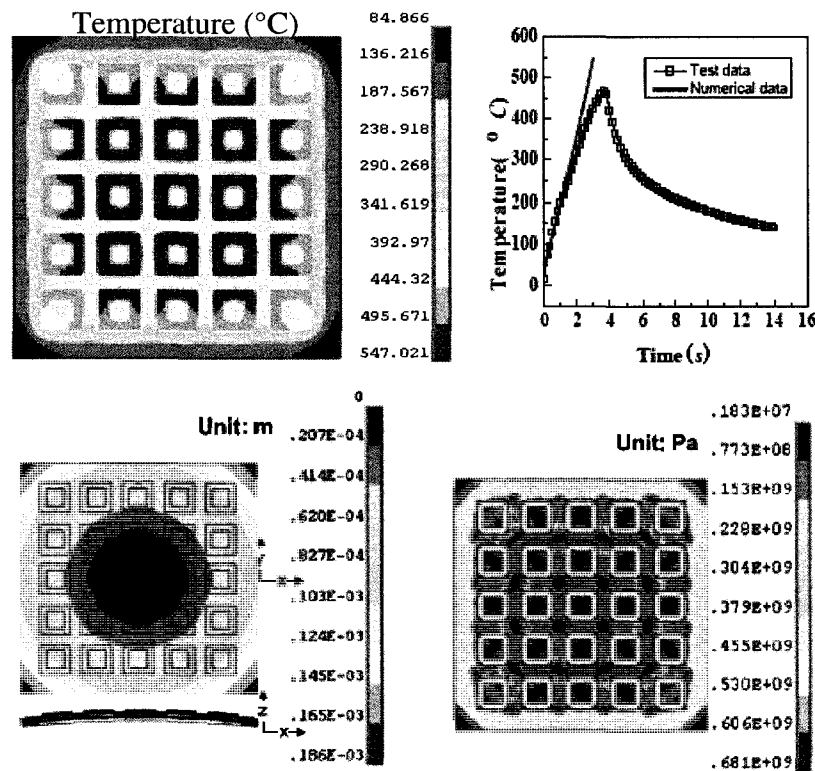 Temperature (°C)
84.866
136.216
187.567
238.918
290.268
341.619
392.97
444.32
495.671
547.021
600
500
400
300
200
100
0
Temperature(°C)
Test data
Numerical data
0 2 4 6 8 10 12 14 16
Time (s)
Unit: m
0
.207E-04
.414E-04
.620E-04
.827E-04
.103E-03
.124E-03
.145E-03
.165E-03
.186E-03
X
Z
X
Unit: Pa
.183E+07
.773E+08
.153E+09
.228E+09
.304E+09
.379E+09
.455E+09
.530E+09
.606E+09
.681E+09